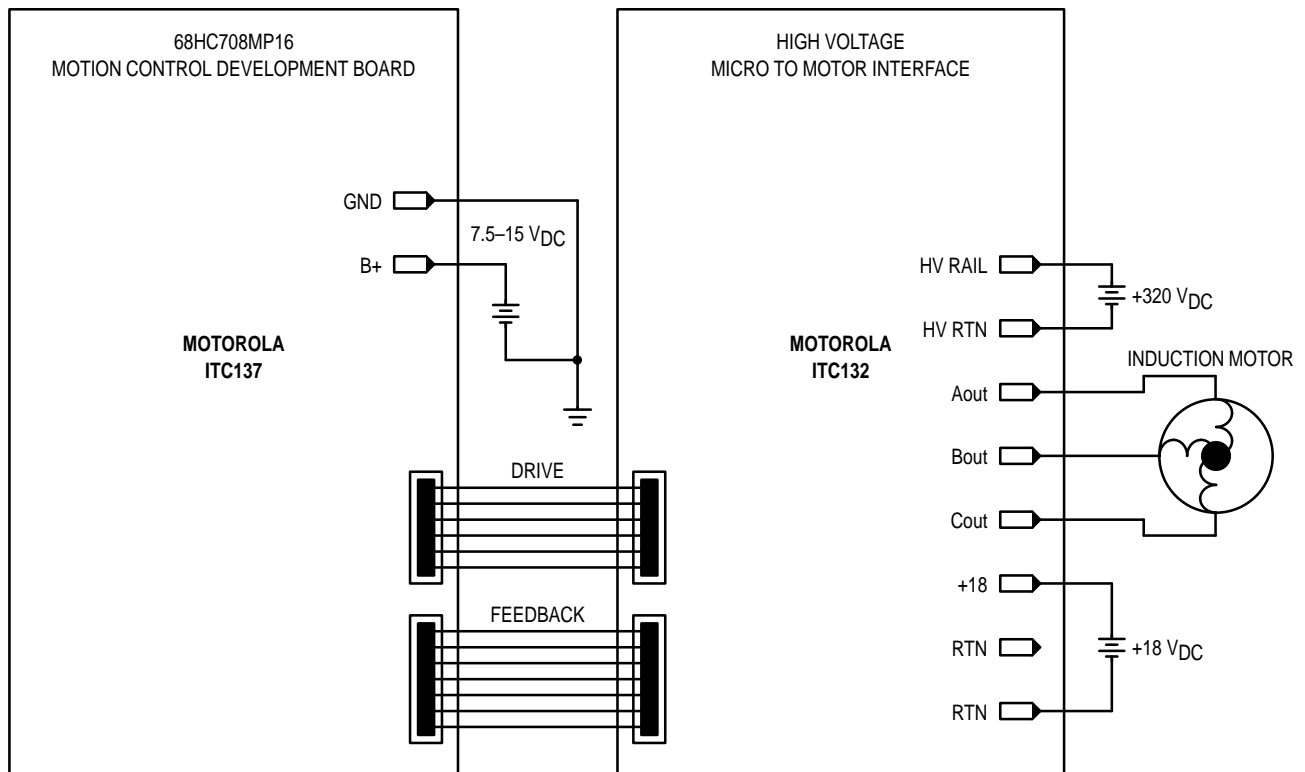 68HC708MP16
MOTION CONTROL DEVELOPMENT BOARD
GND
7.5–15 VDC
B+
MOTOROLA
ITC137
DRIVE
FEEDBACK
HIGH VOLTAGE
MICRO TO MOTOR INTERFACE
HV RAIL
+320 VDC
HV RTN
MOTOROLA
ITC132
INDUCTION MOTOR
Aout
Bout
Cout
+18
RTN
+18 VDC
RTN